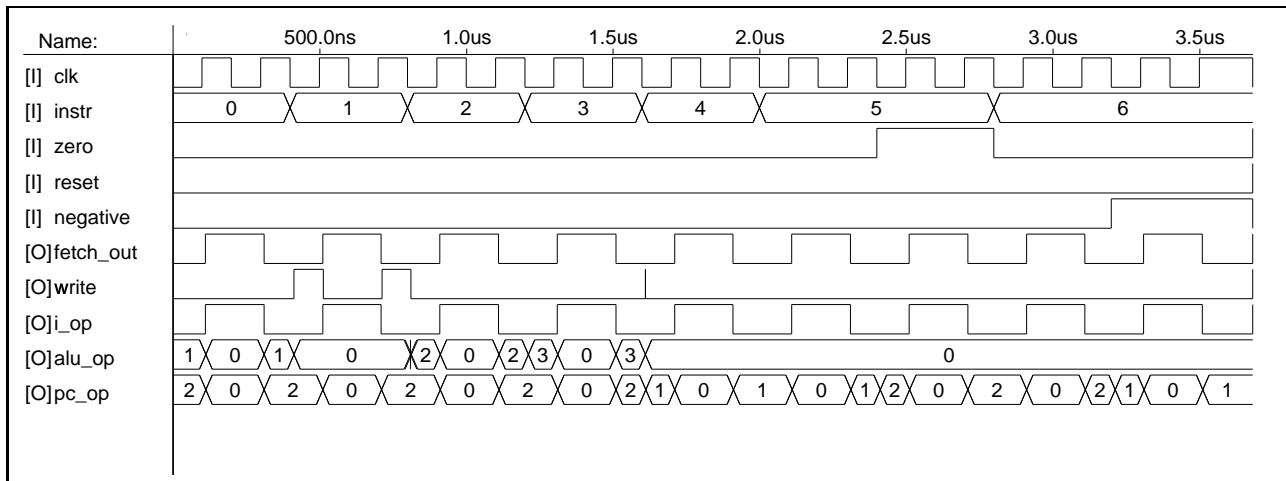 Name: 500.0ns 1.0us 1.5us 2.0us 2.5us 3.0us 3.5us
[I] clk
[I] instr 0 1 2 3 4 5 6
[I] zero
[I] reset
[I] negative
[O]fetch_out
[O]write
[O]i_op
[O]alu_op 1 0 1 0 2 0 2 3 0 3 0
[O]pc_op 2 0 2 0 2 0 2 0 2 1 0 1 0 1 2 0 2 0 2 1 0 1